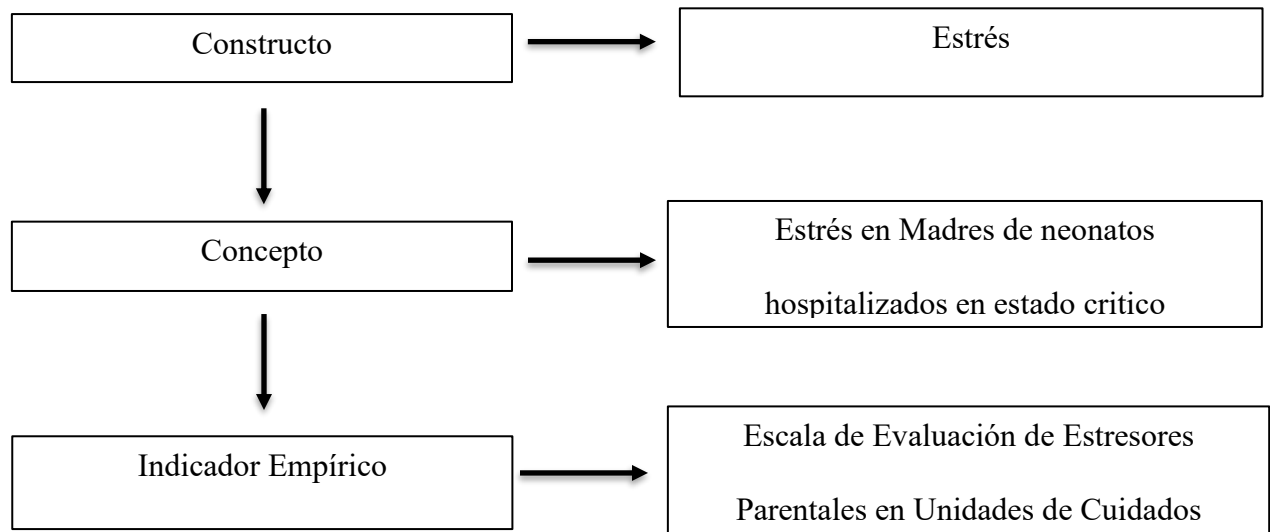 Constructo
Estrés
Concepto
Estrés en Madres de neonatos
hospitalizados en estado critico
Indicador Empírico
Escala de Evaluación de Estresores
Parentales en Unidades de Cuidados